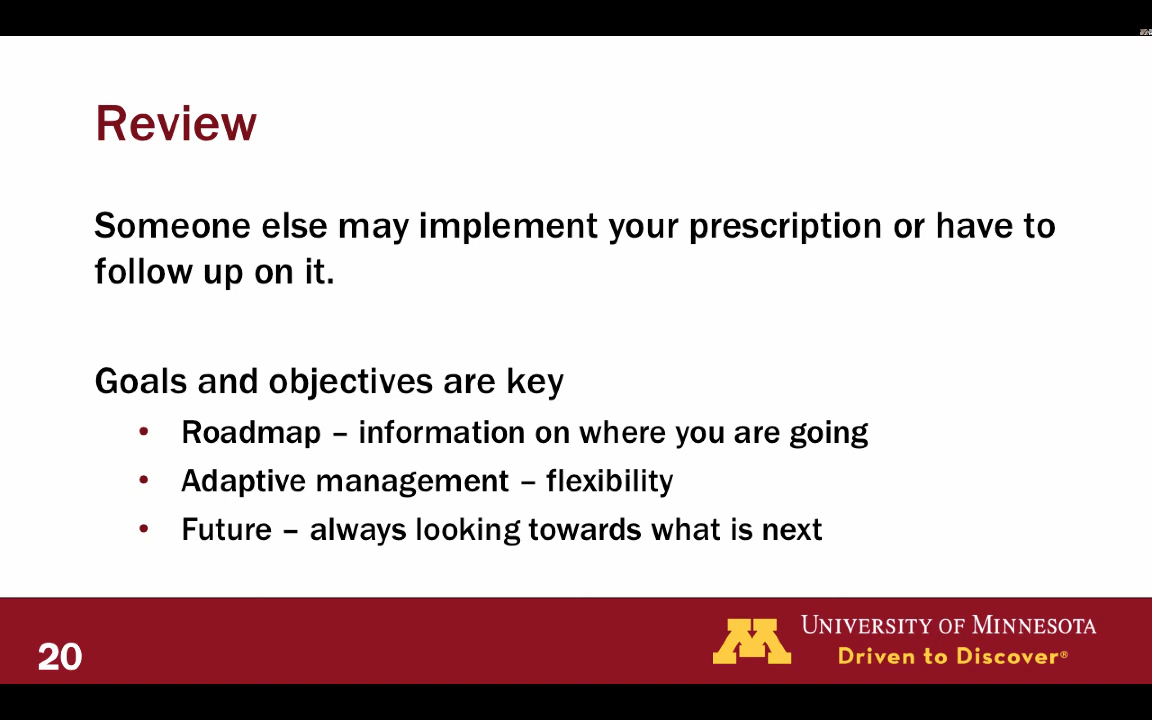 Review
Someone else may implement your prescription or have to
follow up on it.
Goals and objectives are key
• Roadmap – information on where you are going
• Adaptive management – flexibility
• Future – always looking towards what is next
20
M
UNIVERSITY OF MINNESOTA
Driven to Discover®